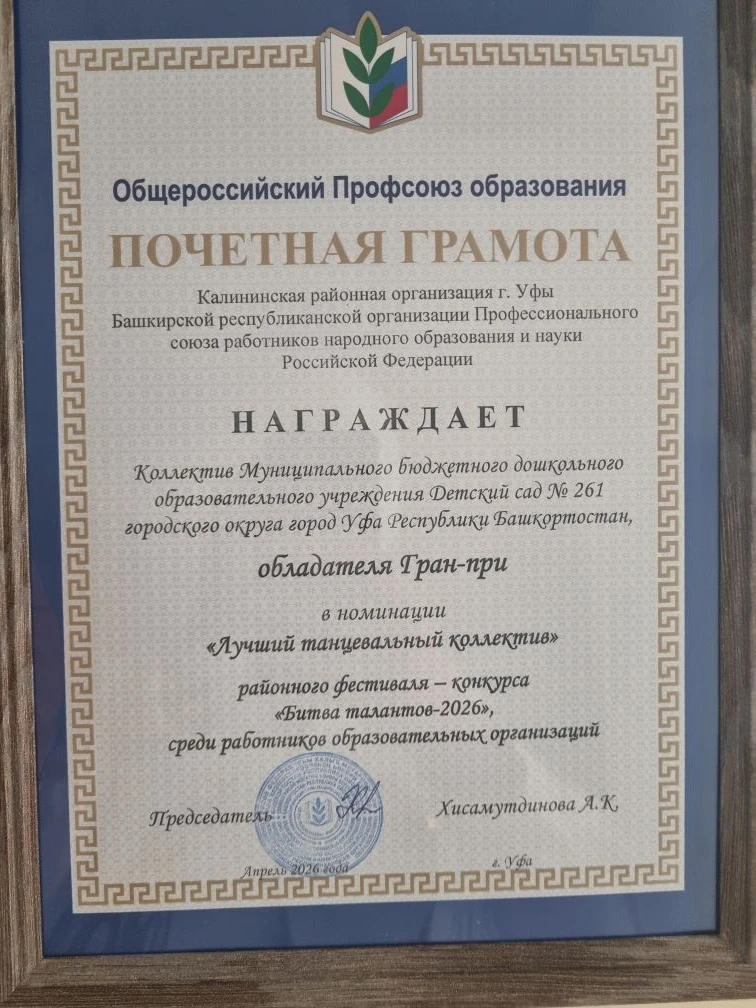 Общероссийский Профсоюз образования
ПОЧЕТНАЯ ГРАМОТА
Калининская районная организация г. Уфы
Башкирской республиканской организации Профессионального
союза работников народного образования и науки
Российской Федерации
НАГРАЖДАЕТ
Коллектив Муниципального бюджетного дошкольного
образовательного учреждения Детский сад № 261
городского округа город Уфа Республики Башкортостан,
обладателя Гран-при
в номинации
«Лучший танцевальный коллектив»
районного фестиваля – конкурса
«Битва талантов-2026»,
среди работников образовательных организаций
Председатель
Хисамутдинова А.К.
Апрель 2026 года
г. Уфа